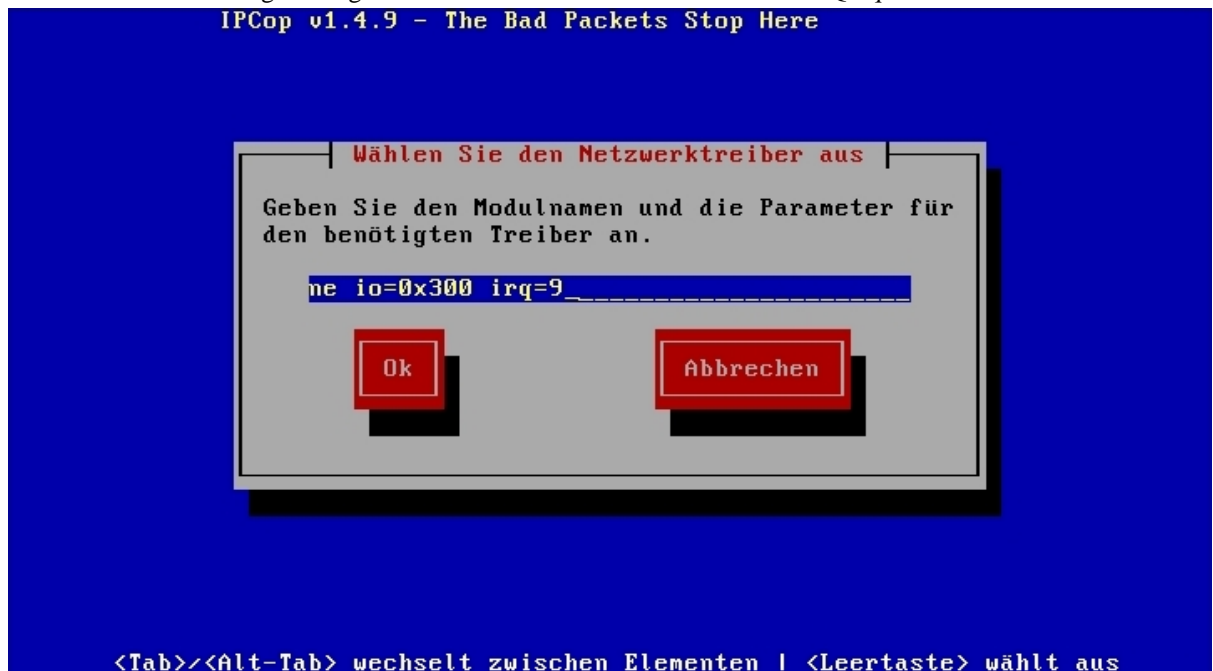 IPCop v1.4.9 - The Bad Packets Stop Here
Wählen Sie den Netzwerktreiber aus
Geben Sie den Modulnamen und die Parameter für
den benötigten Treiber an.
ne io=0x300 irq=9
Ok
Abbrechen
<Tab>/<Alt-Tab> wechselt zwischen Elementen | <Leertaste> wählt aus